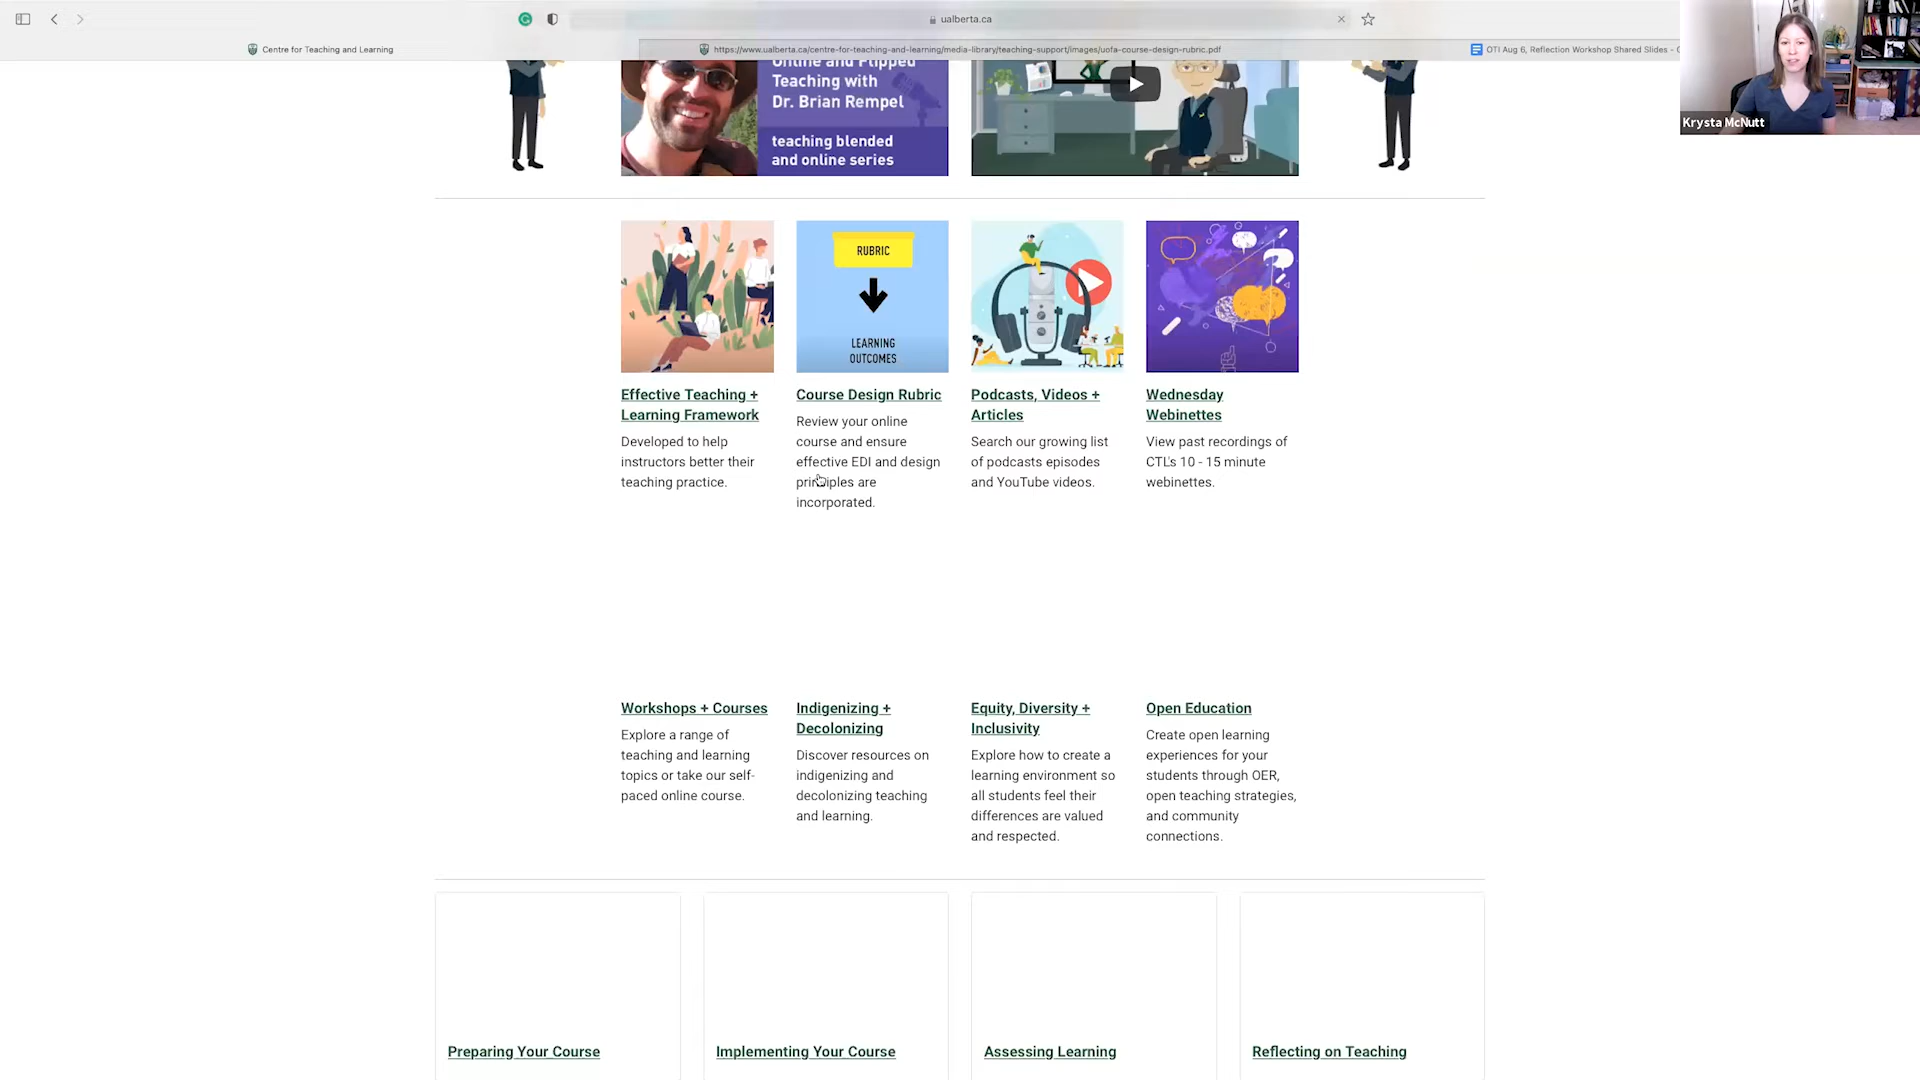 ualberta.ca
Centre for Teaching and Learning
https://www.ualberta.ca/centre-for-teaching-and-learning/media-library/teaching-support/images/uofa-course-design-rubric.pdf
OTI Aug 6, Reflection Workshop Shared Slides -
Krysta McNutt
Online and Flipped
Teaching with
Dr. Brian Rempel
teaching blended
and online series
RUBRIC
LEARNING
OUTCOMES
Effective Teaching +
Learning Framework
Developed to help
instructors better their
teaching practice.
Course Design Rubric
Review your online
course and ensure
effective EDI and design
principles are
incorporated.
Podcasts, Videos +
Articles
Search our growing list
of podcasts episodes
and YouTube videos.
Wednesday
Webinettes
View past recordings of
CTL's 10 - 15 minute
webinettes.
Workshops + Courses
Explore a range of
teaching and learning
topics or take our self-
paced online course.
Indigenizing +
Decolonizing
Discover resources on
indigenizing and
decolonizing teaching
and learning.
Equity, Diversity +
Inclusivity
Explore how to create a
learning environment so
all students feel their
differences are valued
and respected.
Open Education
Create open learning
experiences for your
students through OER,
open teaching strategies,
and community
connections.
Preparing Your Course
Implementing Your Course
Assessing Learning
Reflecting on Teaching